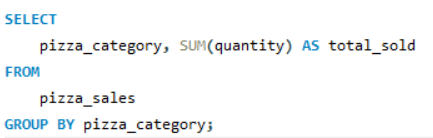 SELECT
    pizza_category, SUM(quantity) AS total_sold
FROM
    pizza_sales
GROUP BY pizza_category;